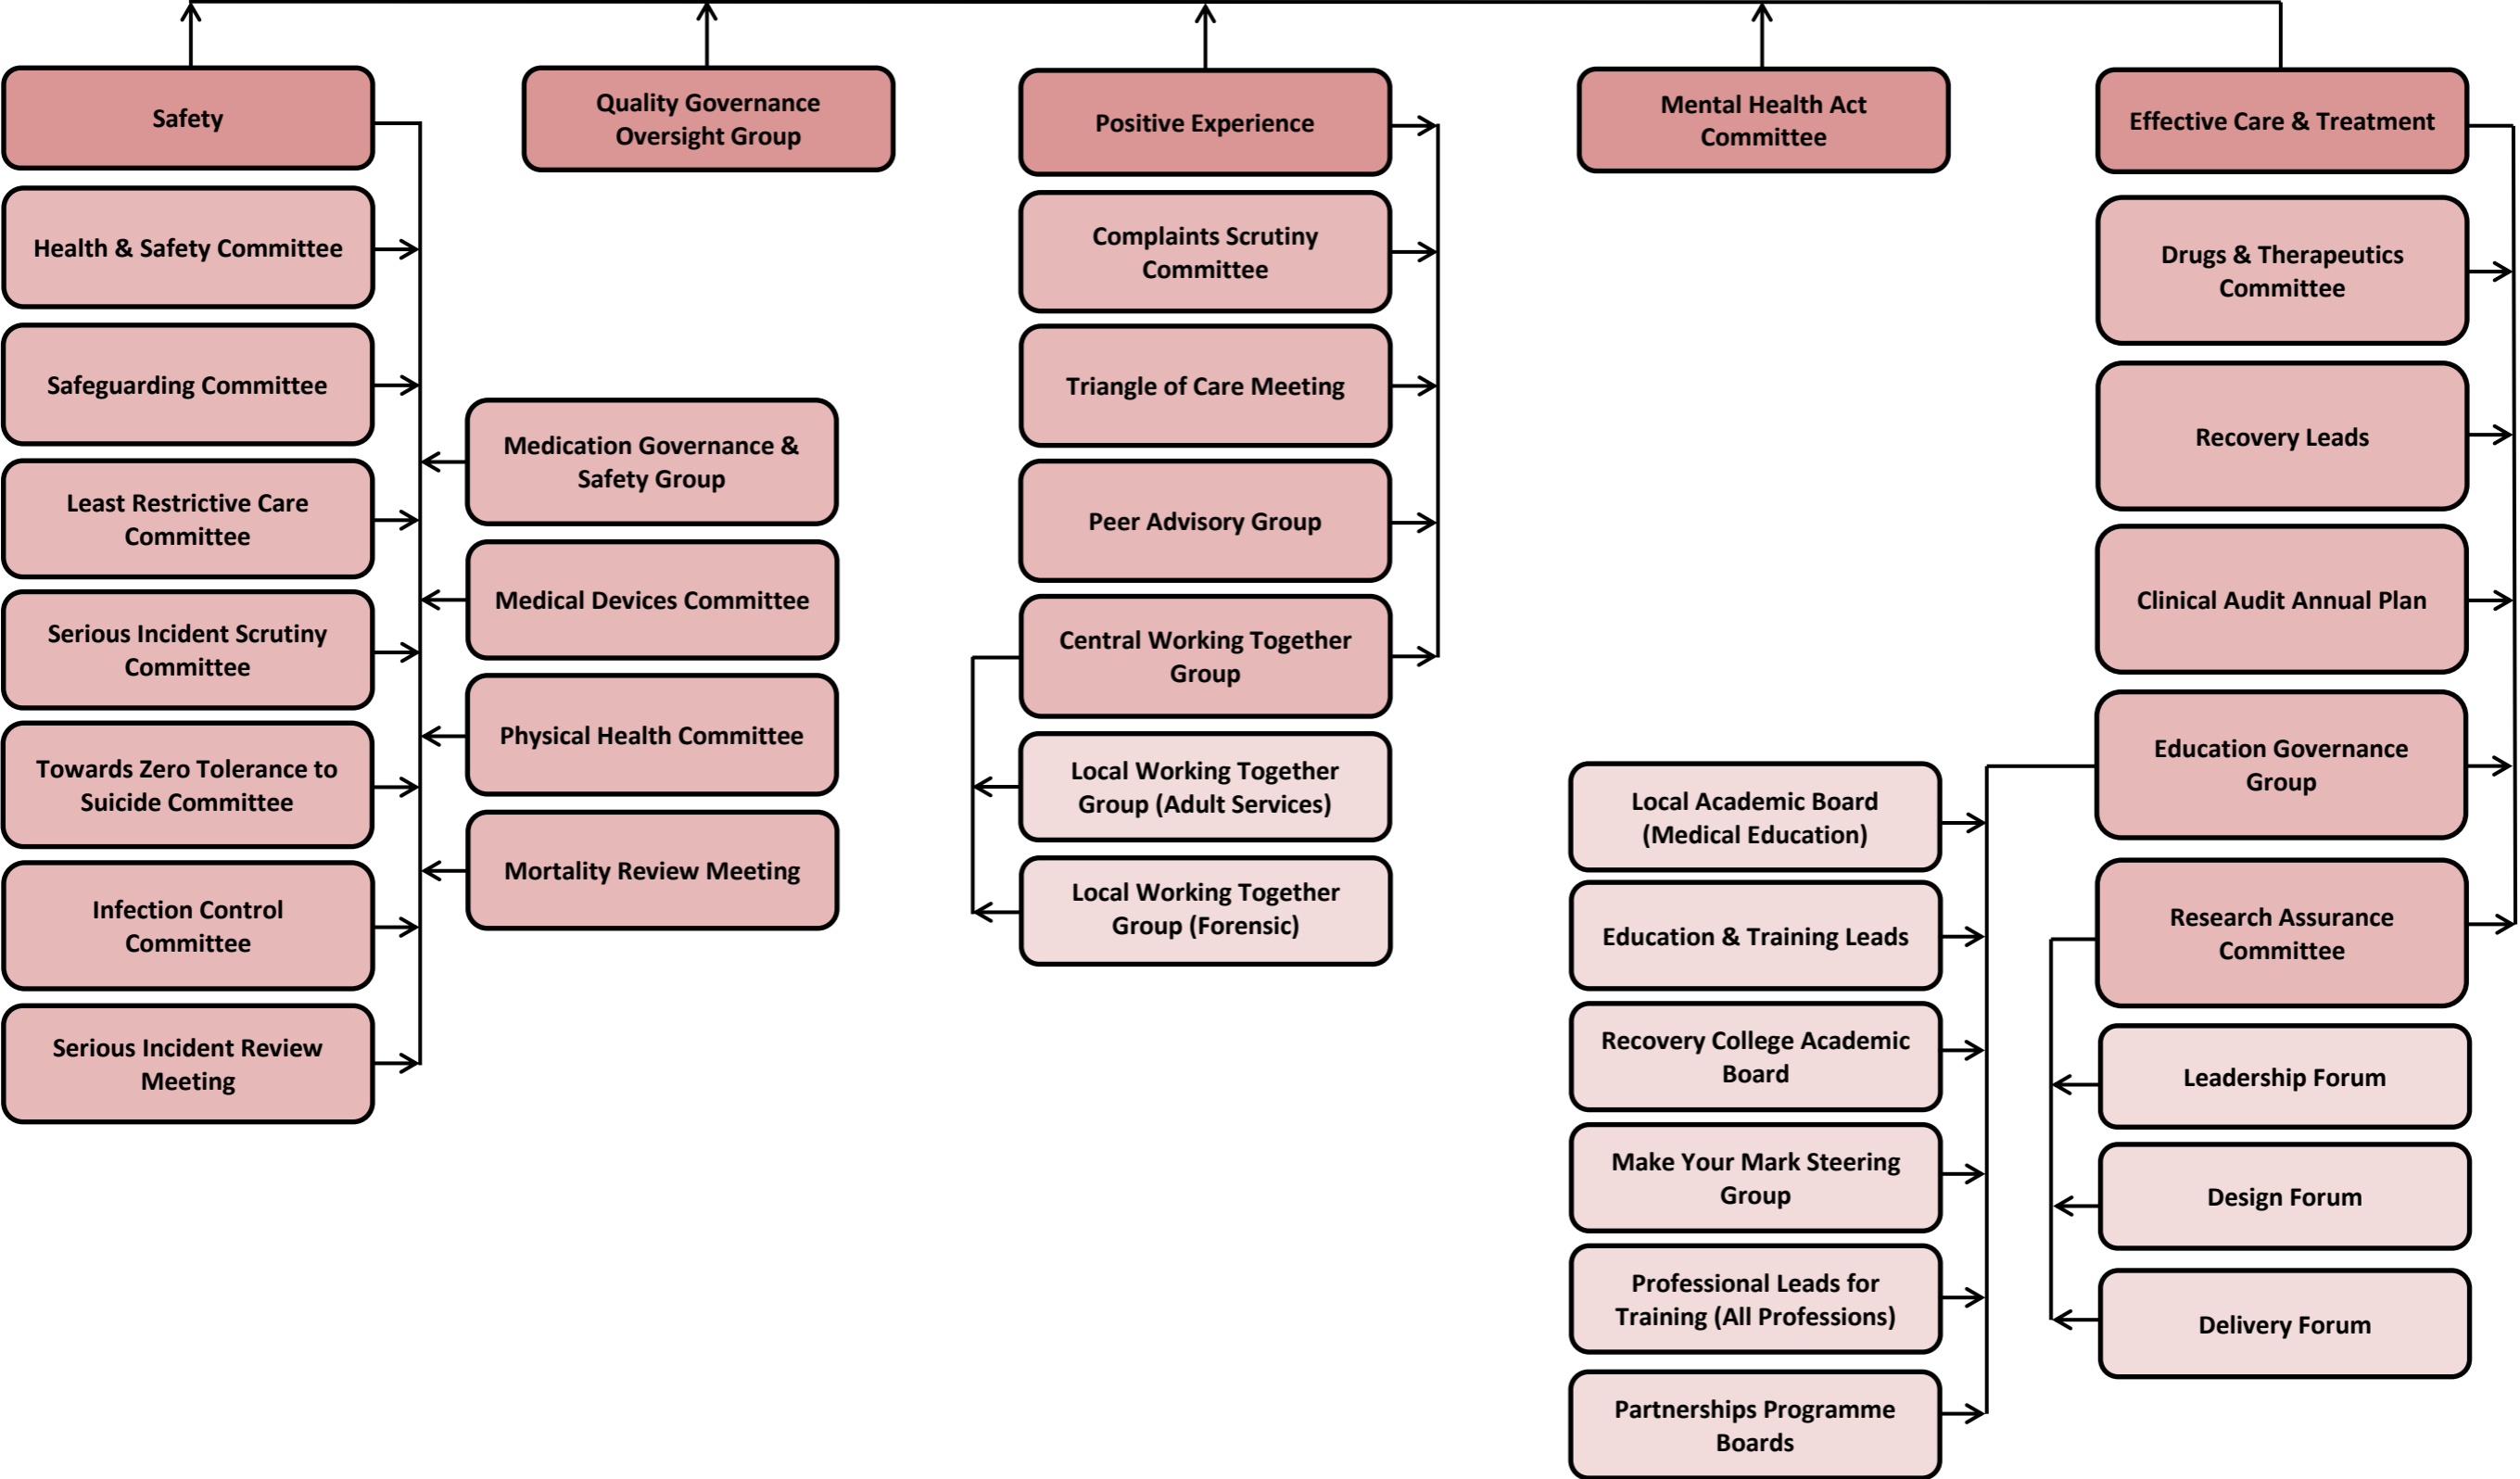 Safety
Quality Governance
Oversight Group
Positive Experience
Mental Health Act
Committee
Effective Care & Treatment
Health & Safety Committee
Safeguarding Committee
Least Restrictive Care
Committee
Serious Incident Scrutiny
Committee
Towards Zero Tolerance to
Suicide Committee
Infection Control
Committee
Serious Incident Review
Meeting
Medication Governance &
Safety Group
Medical Devices Committee
Physical Health Committee
Mortality Review Meeting
Complaints Scrutiny
Committee
Triangle of Care Meeting
Peer Advisory Group
Central Working Together
Group
Local Working Together
Group (Adult Services)
Local Working Together
Group (Forensic)
Drugs & Therapeutics
Committee
Recovery Leads
Clinical Audit Annual Plan
Education Governance
Group
Research Assurance
Committee
Local Academic Board
(Medical Education)
Education & Training Leads
Recovery College Academic
Board
Make Your Mark Steering
Group
Professional Leads for
Training (All Professions)
Partnerships Programme
Boards
Leadership Forum
Design Forum
Delivery Forum